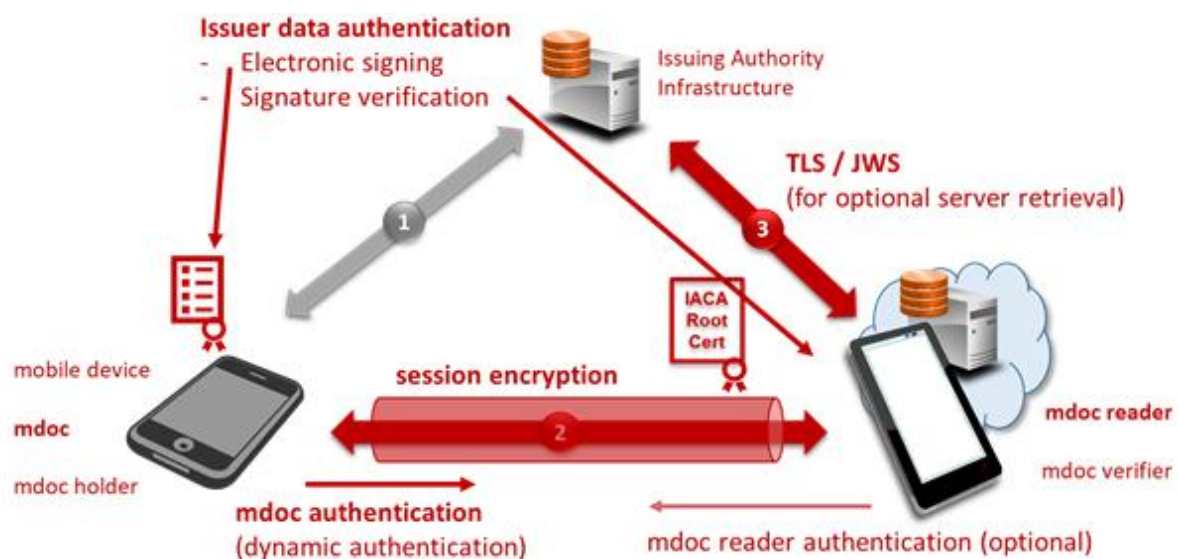 Issuer data authentication
- Electronic signing
- Signature verification
Issuing Authority
Infrastructure
TLS / JWS
(for optional server retrieval)
1
3
IACA
Root
Cert
mobile device
mdoc
mdoc holder
session encryption
2
mdoc reader
mdoc verifier
mdoc authentication
(dynamic authentication)
mdoc reader authentication (optional)